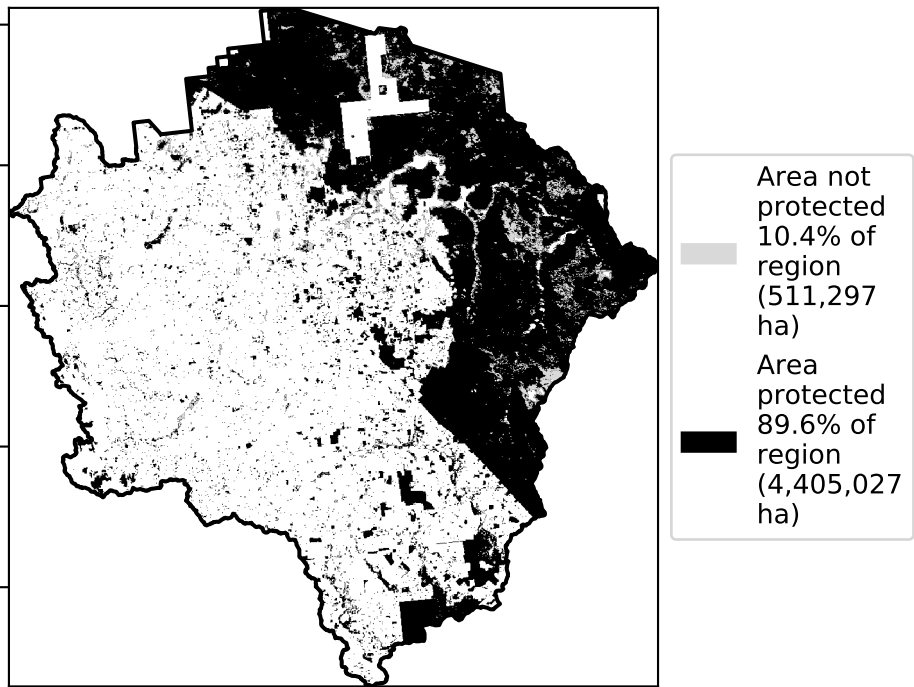 Area not
protected
10.4% of
region
(511,297
ha)
Area
protected
89.6% of
region
(4,405,027
ha)